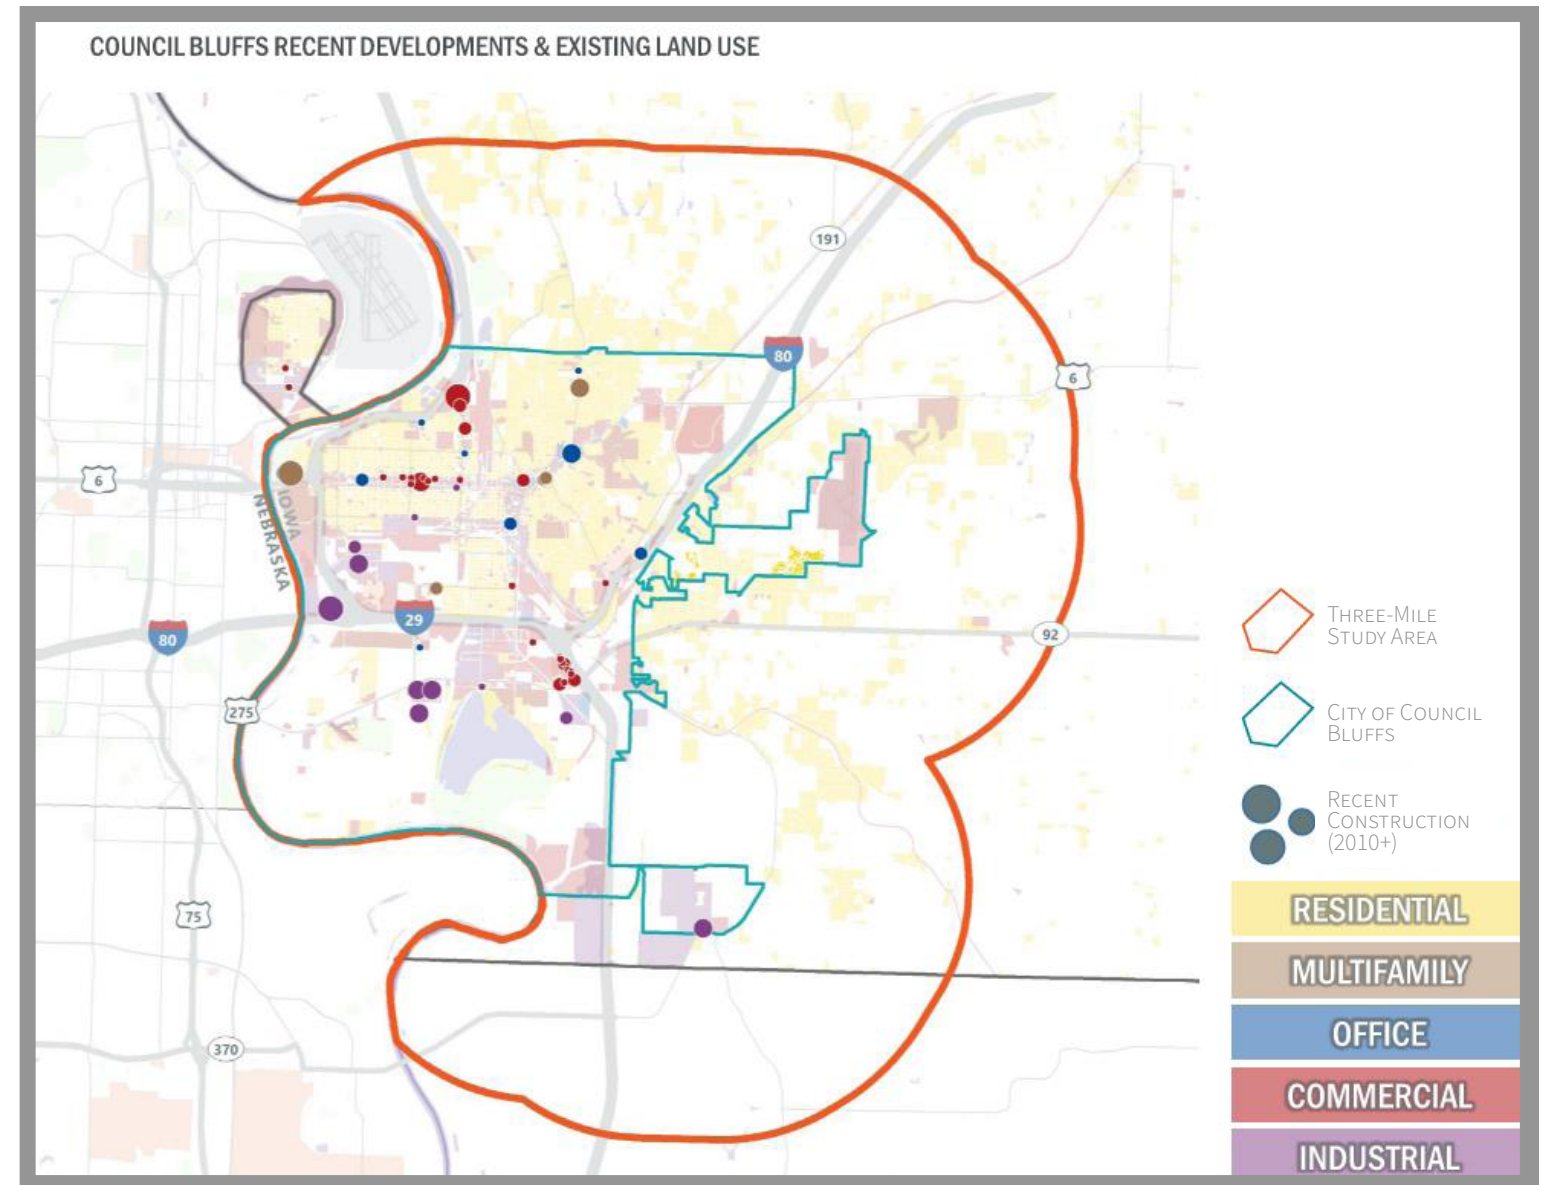 COUNCIL BLUFFS RECENT DEVELOPMENTS & EXISTING LAND USE
191
80
6
6
IOWA
NEBRASKA
29
80
92
275
75
370
THREE-MILE
STUDY AREA
CITY OF COUNCIL
BLUFFS
RECENT
CONSTRUCTION
(2010+)
RESIDENTIAL
MULTIFAMILY
OFFICE
COMMERCIAL
INDUSTRIAL